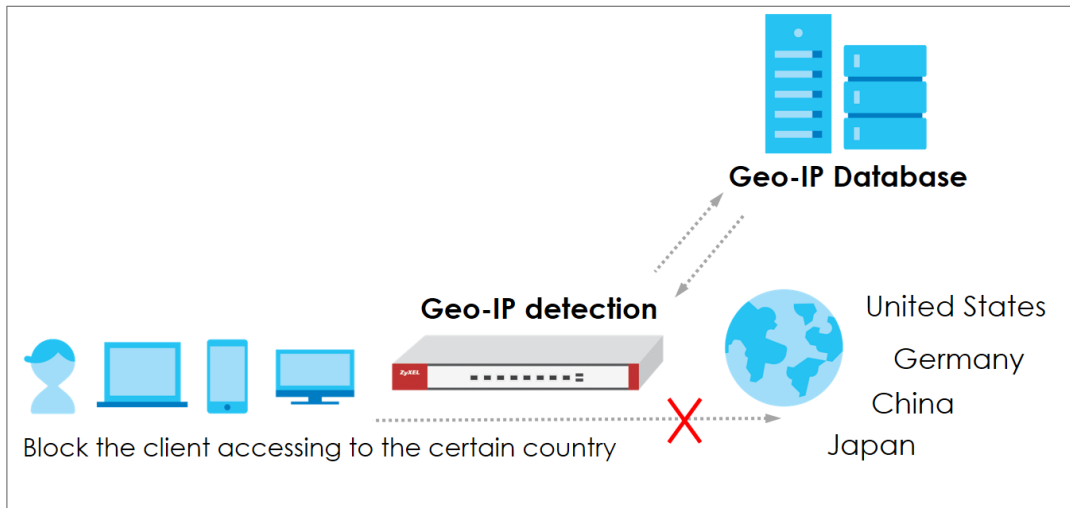 Geo-IP Database
Geo-IP detection
United States
Germany
ZyXEL
China
Block the client accessing to the certain country
Japan